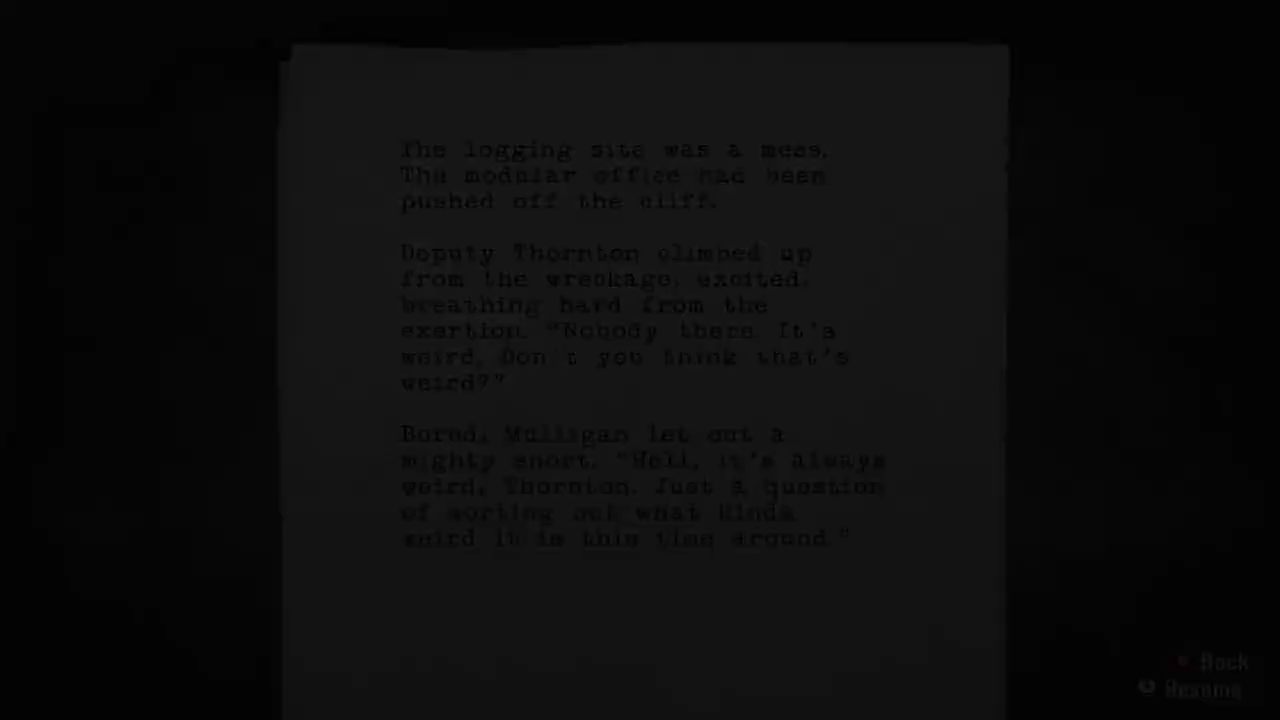 The logging site was a mess.
The modular office had been
pushed off the cliff.
Deputy Thornton climbed up
from the wreckage, excited,
breathing hard from the
exertion. "Nobody there. It's
weird. Don't you think that's
weird?"
Bored, Mulligan let out a
mighty snort. "Hell, it's always
weird, Thornton. Just a question
of sorting out what kinda
weird it is this time around."
Back
Resume